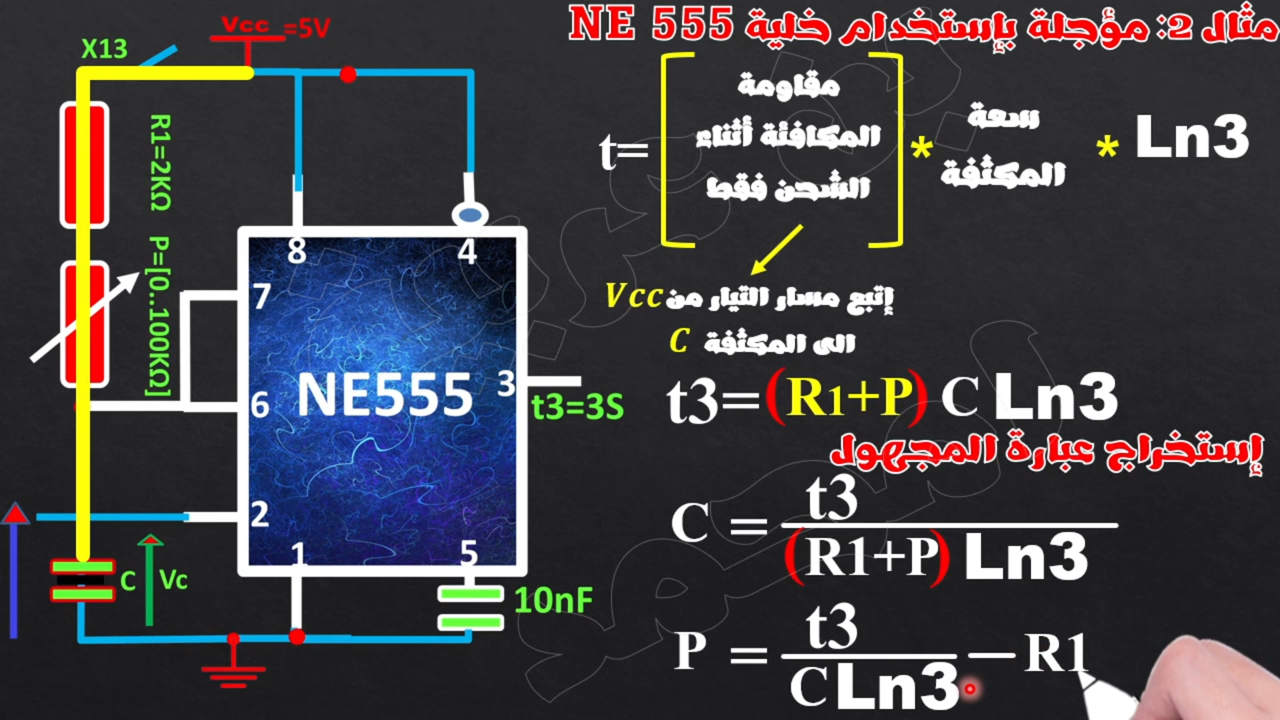 مثال 2: مؤجلة بإستخدام خلية NE 555
Vcc =5V
X13
R1=2KΩ P=[0..100KΩ]
8
4
7
6
NE555
3
t3=3S
2
1
5
C
Vc
10nF
t= [مقاومة
المكافئة أثناء
الشحن فقط] * سعة
المكثفة * Ln3
إتبع مسار التيار من Vcc
الى المكثفة C
t3=(R1+P) C Ln3
إستخراج عبارة المجهول
C = t3
(R1+P) Ln3
P = t3 — R1
CLn3